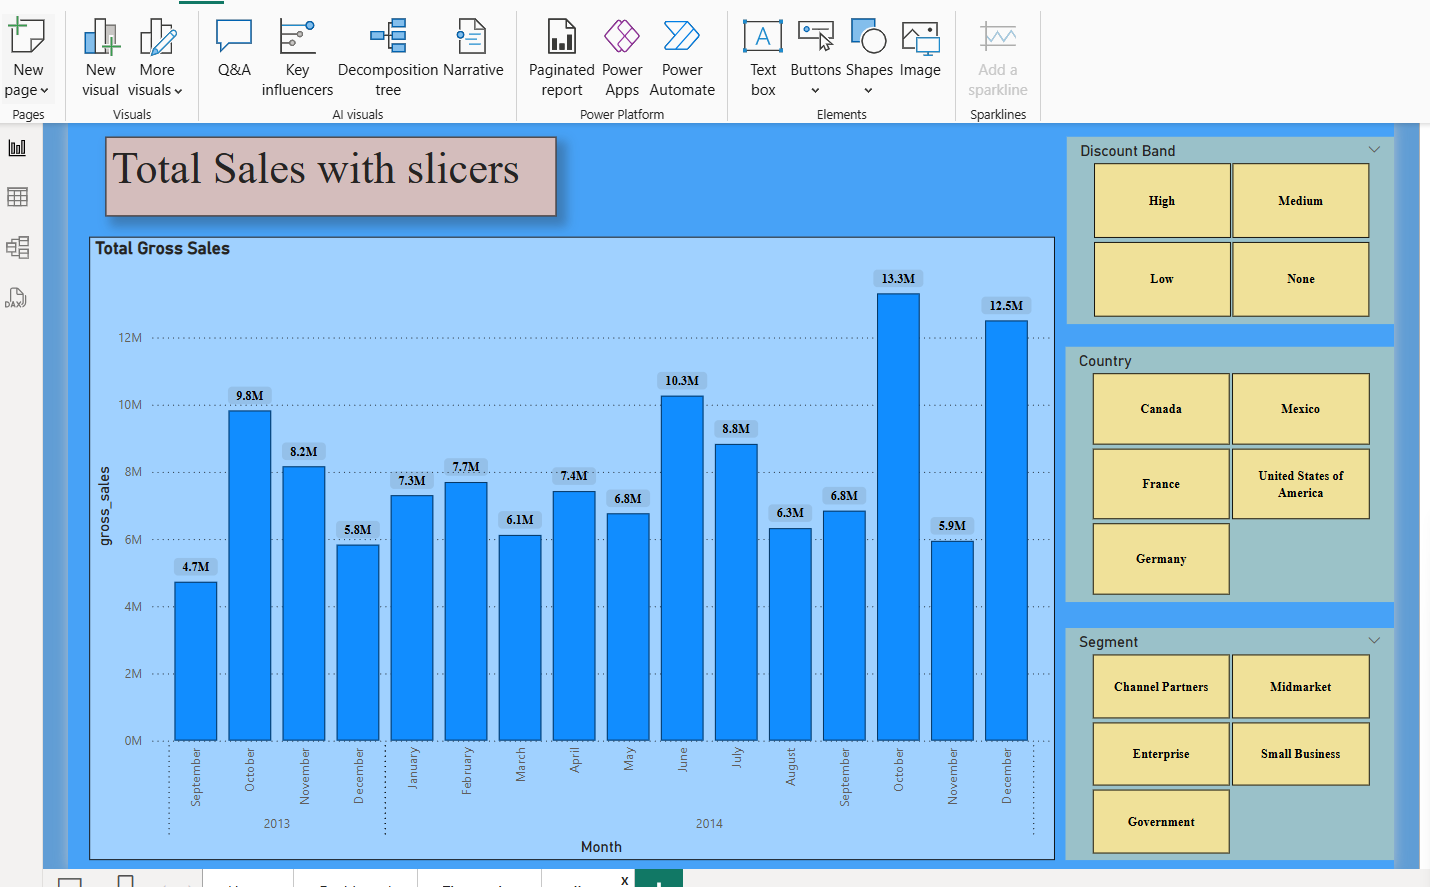 New page
Pages
New visual
More visuals
Visuals
Q&A
Key influencers
Decomposition tree
Narrative
AI visuals
Paginated report
Power Apps
Power Automate
Power Platform
Text box
Buttons
Shapes
Image
Elements
Add a sparkline
Sparklines
DAX
Total Sales with slicers
Total Gross Sales
gross_sales
12M
10M
8M
6M
4M
2M
0M
4.7M
9.8M
8.2M
5.8M
7.3M
7.7M
6.1M
7.4M
6.8M
10.3M
8.8M
6.3M
6.8M
13.3M
5.9M
12.5M
September
October
November
December
January
February
March
April
May
June
July
August
September
October
November
December
2013
2014
Month
Discount Band
High
Medium
Low
None
Country
Canada
Mexico
France
United States of
America
Germany
Segment
Channel Partners
Midmarket
Enterprise
Small Business
Government
x